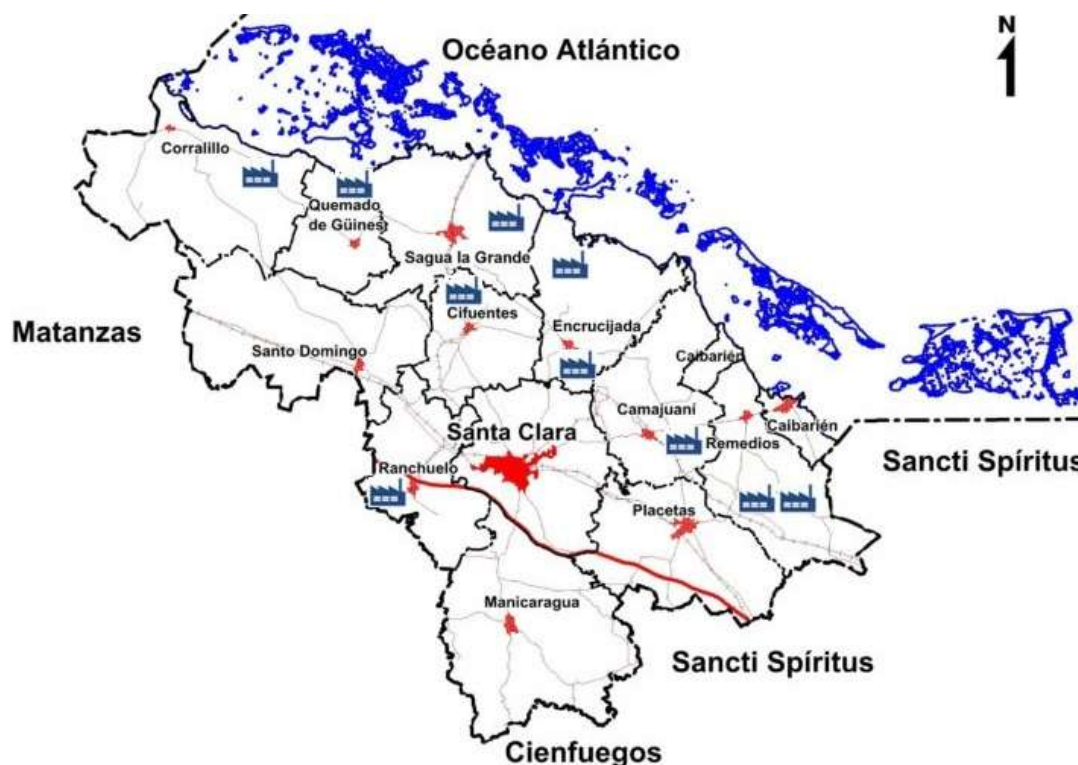 Océano Atlántico
N
Corralillo
Quemado
de Güines
Sagua la Grande
Matanzas
Cifuentes
Encrucijada
Santo Domingo
Caibarién
Camajuaní
Santa Clara
Caibarién
Remedios
Ranchuelo
Sancti Spíritus
Placetas
Manicaragua
Sancti Spíritus
Cienfuegos